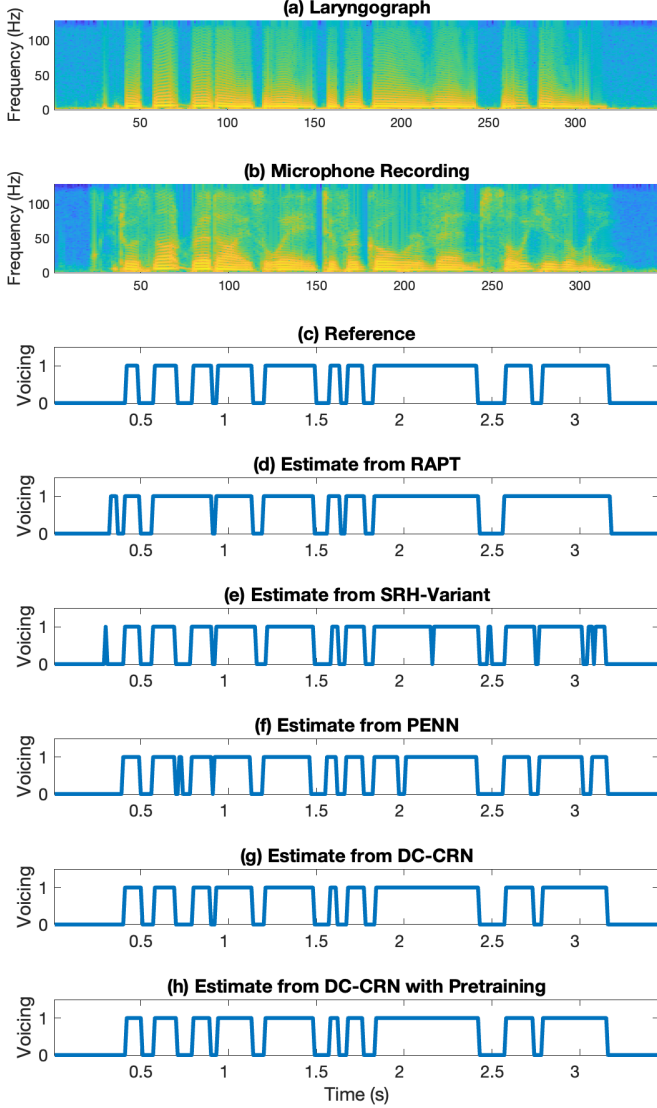 (a) Laryngograph
Frequency (Hz)
100
50
0
50 100 150 200 250 300
(b) Microphone Recording
Frequency (Hz)
100
50
0
50 100 150 200 250 300
(c) Reference
Voicing
1
0
0.5 1 1.5 2 2.5 3
(d) Estimate from RAPT
Voicing
1
0
0.5 1 1.5 2 2.5 3
(e) Estimate from SRH-Variant
Voicing
1
0
0.5 1 1.5 2 2.5 3
(f) Estimate from PENN
Voicing
1
0
0.5 1 1.5 2 2.5 3
(g) Estimate from DC-CRN
Voicing
1
0
0.5 1 1.5 2 2.5 3
(h) Estimate from DC-CRN with Pretraining
Voicing
1
0
0.5 1 1.5 2 2.5 3
Time (s)